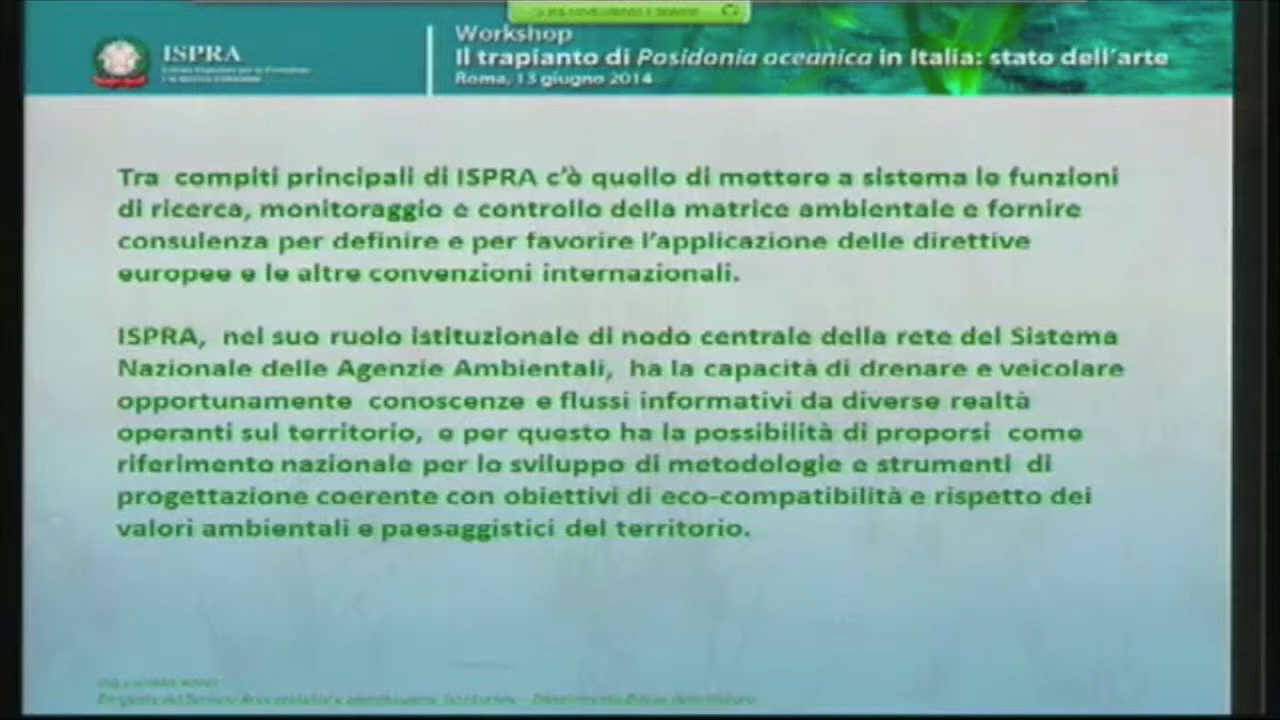 ISPRA
Workshop
Il trapianto di Posidonia oceanica in Italia: stato dell'arte
Roma, 13 giugno 2014
Tra compiti principali di ISPRA c'è quello di mettere a sistema le funzioni
di ricerca, monitoraggio e controllo della matrice ambientale e fornire
consulenza per definire e per favorire l'applicazione delle direttive
europee e le altre convenzioni internazionali.
ISPRA, nel suo ruolo istituzionale di nodo centrale della rete del Sistema
Nazionale delle Agenzie Ambientali, ha la capacità di drenare e veicolare
opportunamente conoscenze e flussi informativi da diverse realtà
operanti sul territorio, e per questo ha la possibilità di proporsi come
riferimento nazionale per lo sviluppo di metodologie e strumenti di
progettazione coerente con obiettivi di eco-compatibilità e rispetto dei
valori ambientali e paesaggistici del territorio.